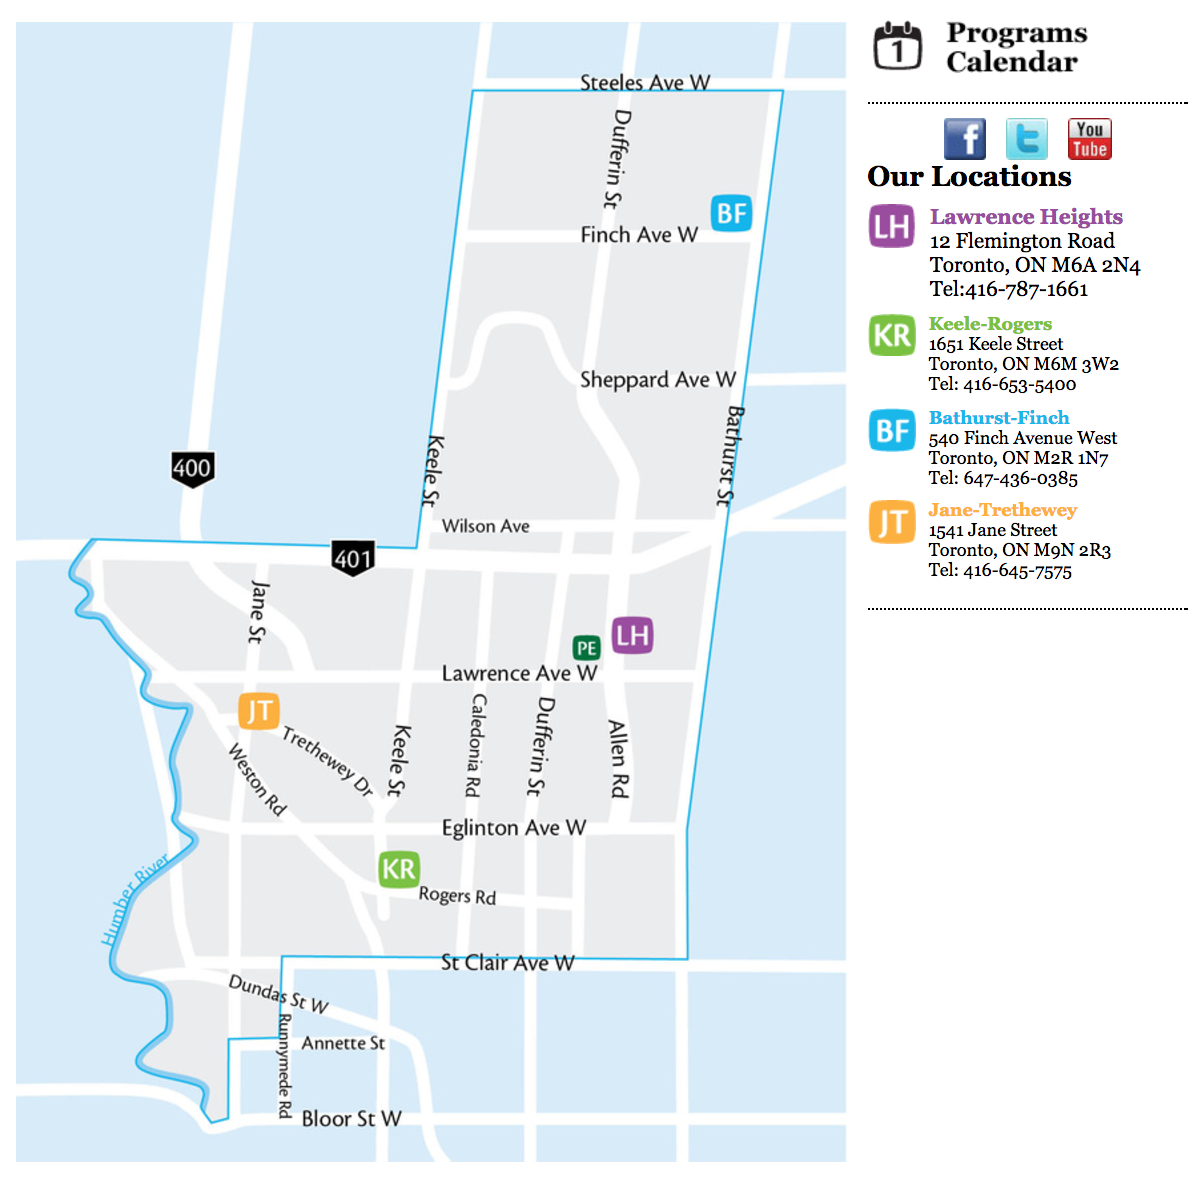 Steeles Ave W
Dufferin St
BF
Finch Ave W
Sheppard Ave W
Bathurst St
Keele St
400
Wilson Ave
401
Jane St
PE
LH
Lawrence Ave W
JT
Trethewey Dr
Weston Rd
Keele St
Caledonia Rd
Dufferin St
Allen Rd
Eglinton Ave W
KR
Rogers Rd
Humber River
St Clair Ave W
Dundas St W
Runnymede Rd
Annette St
Bloor St W
1
Programs
Calendar
f
t
You
Tube
Our Locations
LH
Lawrence Heights
12 Flemington Road
Toronto, ON M6A 2N4
Tel:416-787-1661
KR
Keele-Rogers
1651 Keele Street
Toronto, ON M6M 3W2
Tel: 416-653-5400
BF
Bathurst-Finch
540 Finch Avenue West
Toronto, ON M2R 1N7
Tel: 647-436-0385
JT
Jane-Trethewey
1541 Jane Street
Toronto, ON M9N 2R3
Tel: 416-645-7575